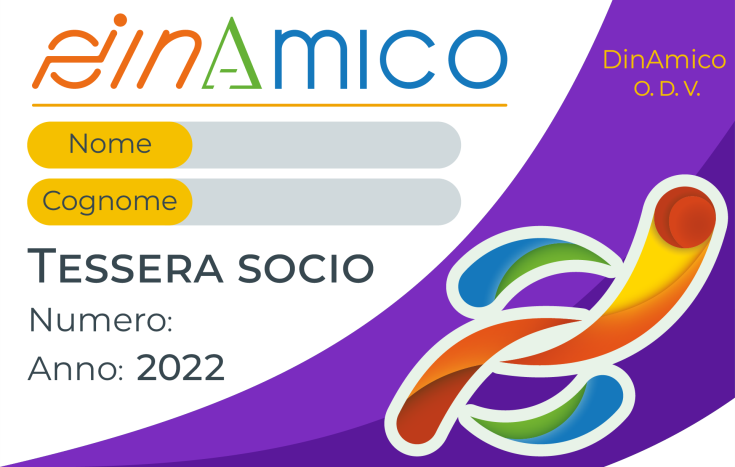 dinAmico
DinAmico
O. D. V.
Nome
Cognome
Tessera socio
Numero:
Anno: 2022